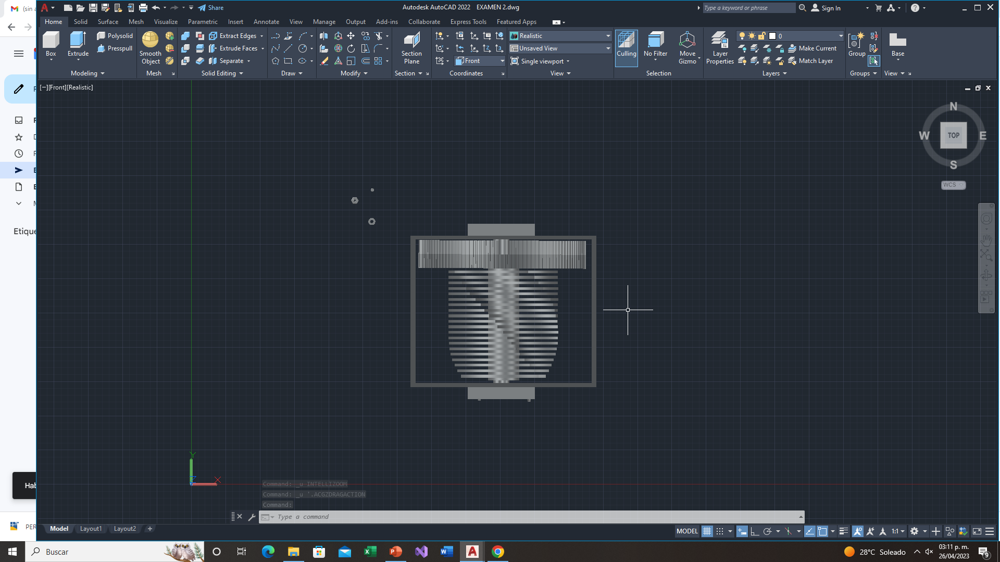 (sin a
Share
Autodesk AutoCAD 2022 EXAMEN 2.dwg
Type a keyword or phrase
Sign In
Home Solid Surface Mesh Visualize Parametric Insert Annotate View Manage Output Add-ins Collaborate Express Tools Featured Apps
Box
Extrude
Polysolid
Presspull
Modeling
Smooth
Object
Mesh
Extract Edges
Extrude Faces
Separate
Solid Editing
Draw
Modify
Section
Plane
Section
Front
Coordinates
Realistic
Unsaved View
Single viewport
View
Culling
No Filter
Move
Gizmo
Selection
Layer
Properties
0
Make Current
Match Layer
Layers
Group
Groups
Base
View
[−][Front][Realistic]
N
W
TOP
E
S
WCS
Etique
Hab
PER
Y
X
Command: _u INTELLIZOOM
Command: _u '.ACGZDRAGACTION
Command:
Type a command
Model Layout1 Layout2
MODEL
1:1
Buscar
28°C Soleado
03:11 p. m.
26/04/2023
9